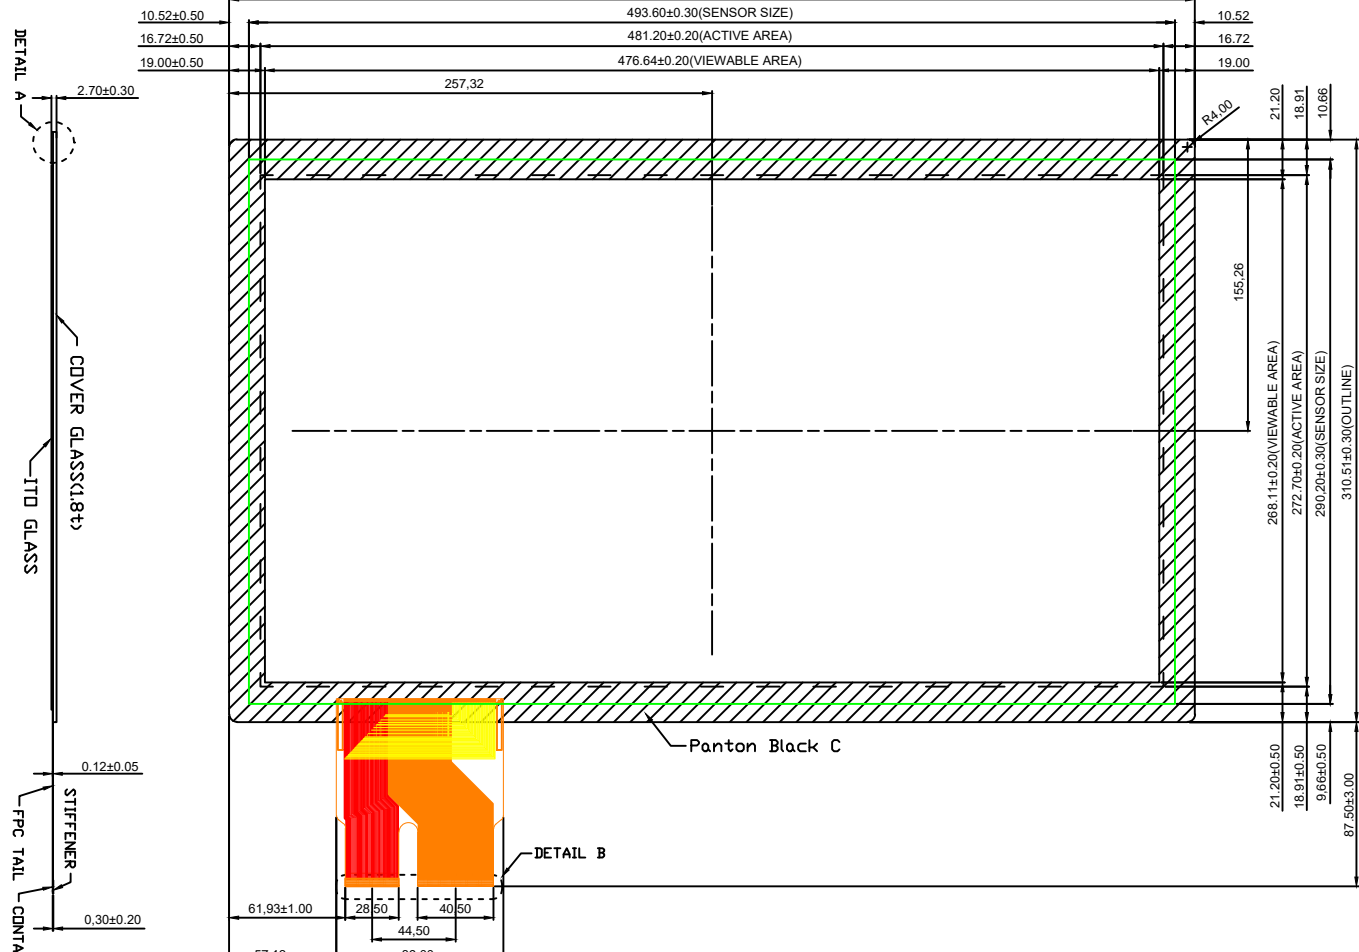 493.60±0.30(SENSOR SIZE)
10.52±0.50
10.52
481.20±0.20(ACTIVE AREA)
16.72±0.50
16.72
476.64±0.20(VIEWABLE AREA)
19.00±0.50
19.00
257,32
DETAIL A
2.70±0.30
21.20
18.91
10.66
R4,00
155,26
COVER GLASS(1.8t)
ITO GLASS
268.11±0.20(VIEWABLE AREA)
272.70±0.20(ACTIVE AREA)
290,20±0.30(SENSOR SIZE)
310.51±0.30(OUTLINE)
Panton Black C
0.12±0.05
STIFFENER
FPC TAIL
21.20±0.50
18.91±0.50
9.66±0.50
87.50±3.00
DETAIL B
61,93±1.00
28,50
40,50
44,50
0,30±0.20